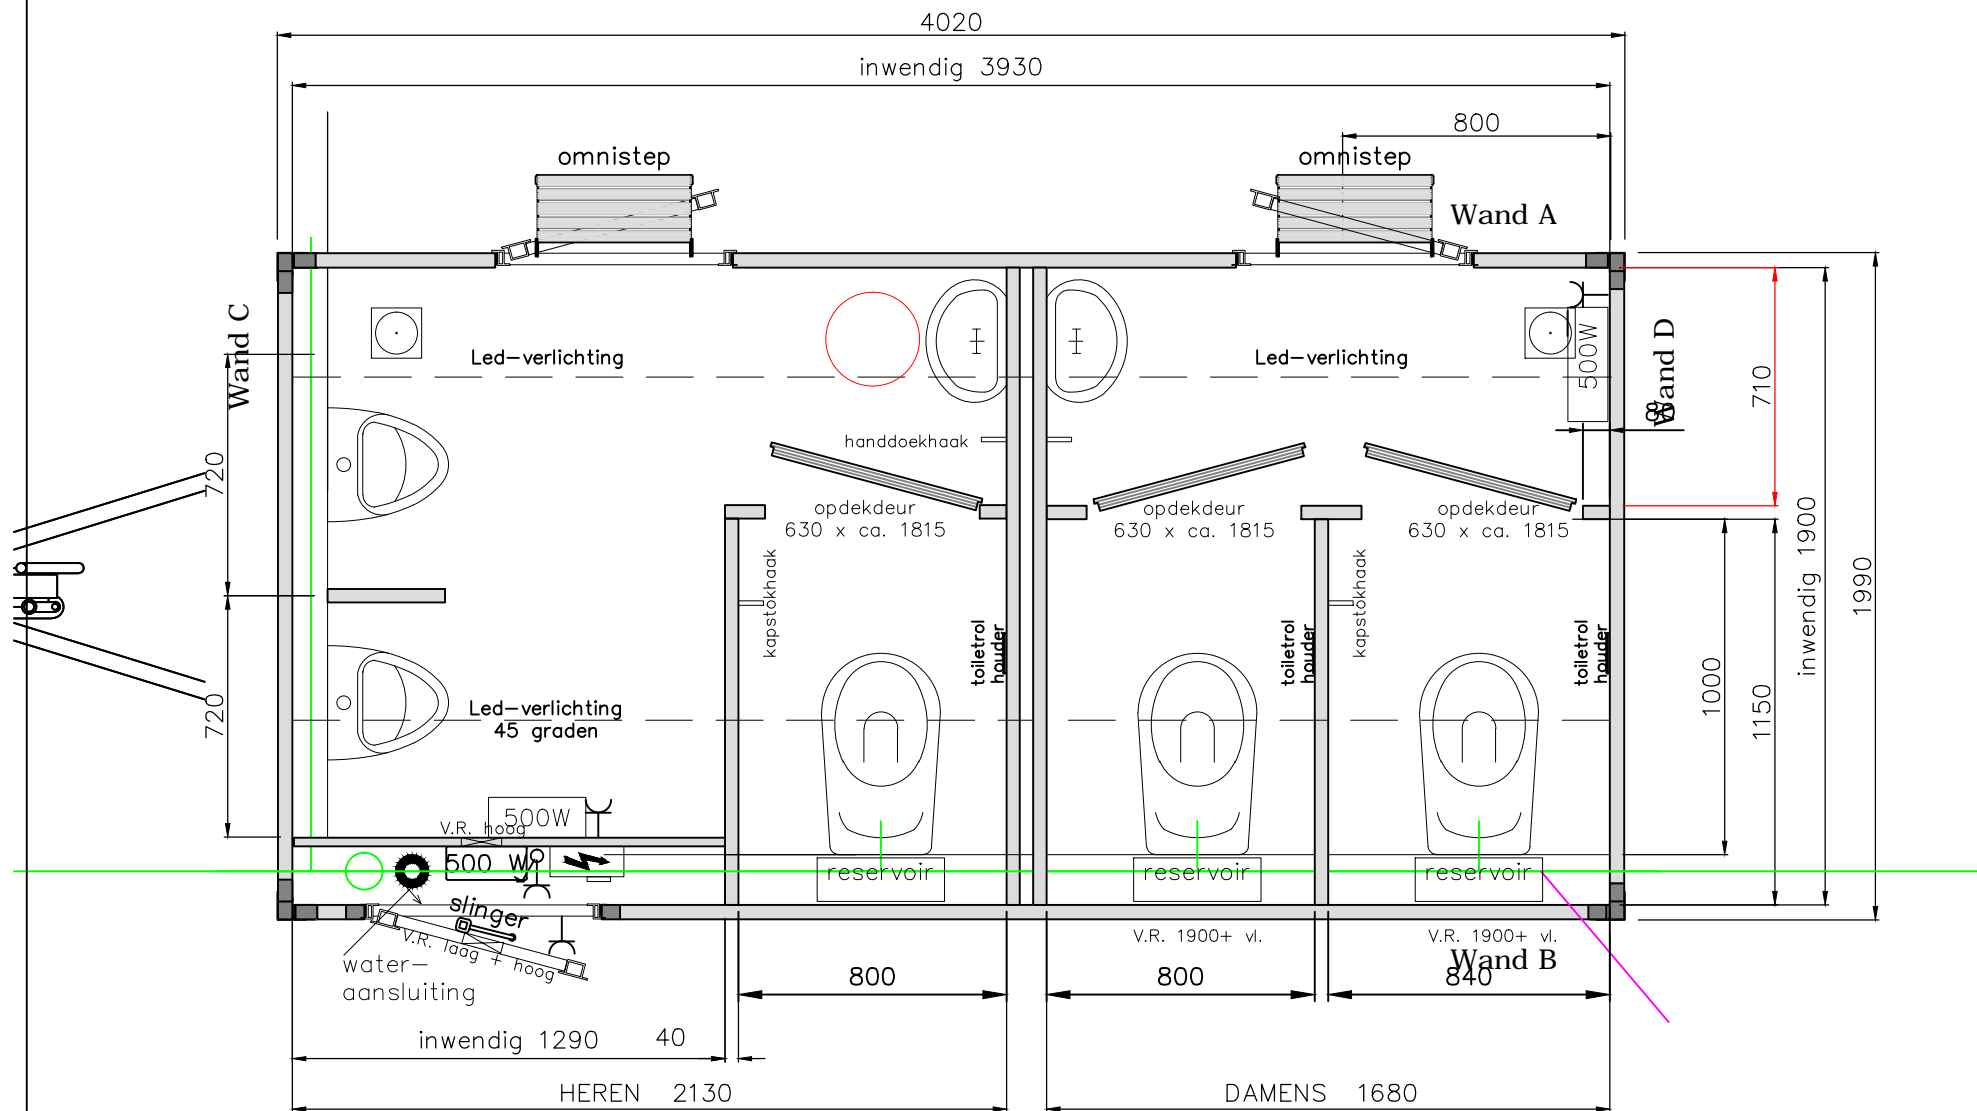 4020
inwendig 3930
800
omnistep
omnistep
Wand A
Wand C
Led-verlichting
Led-verlichting
500W
Wand D
80
710
handdoekhaak
720
opdekdeur
630 x ca. 1815
opdekdeur
630 x ca. 1815
opdekdeur
630 x ca. 1815
kapstokhaak
kapstokhaak
inwendig 1900
1990
toiletrol
houder
toiletrol
houder
toiletrol
houder
1000
1150
720
Led-verlichting
45 graden
500W
V.R. hoog
500 W
reservoir
reservoir
reservoir
slinger
V.R. laag + hoog
water-
aansluiting
V.R. 1900+ vl.
V.R. 1900+ vl.
Wand B
800
800
840
inwendig 1290
40
HEREN 2130
DAMENS 1680